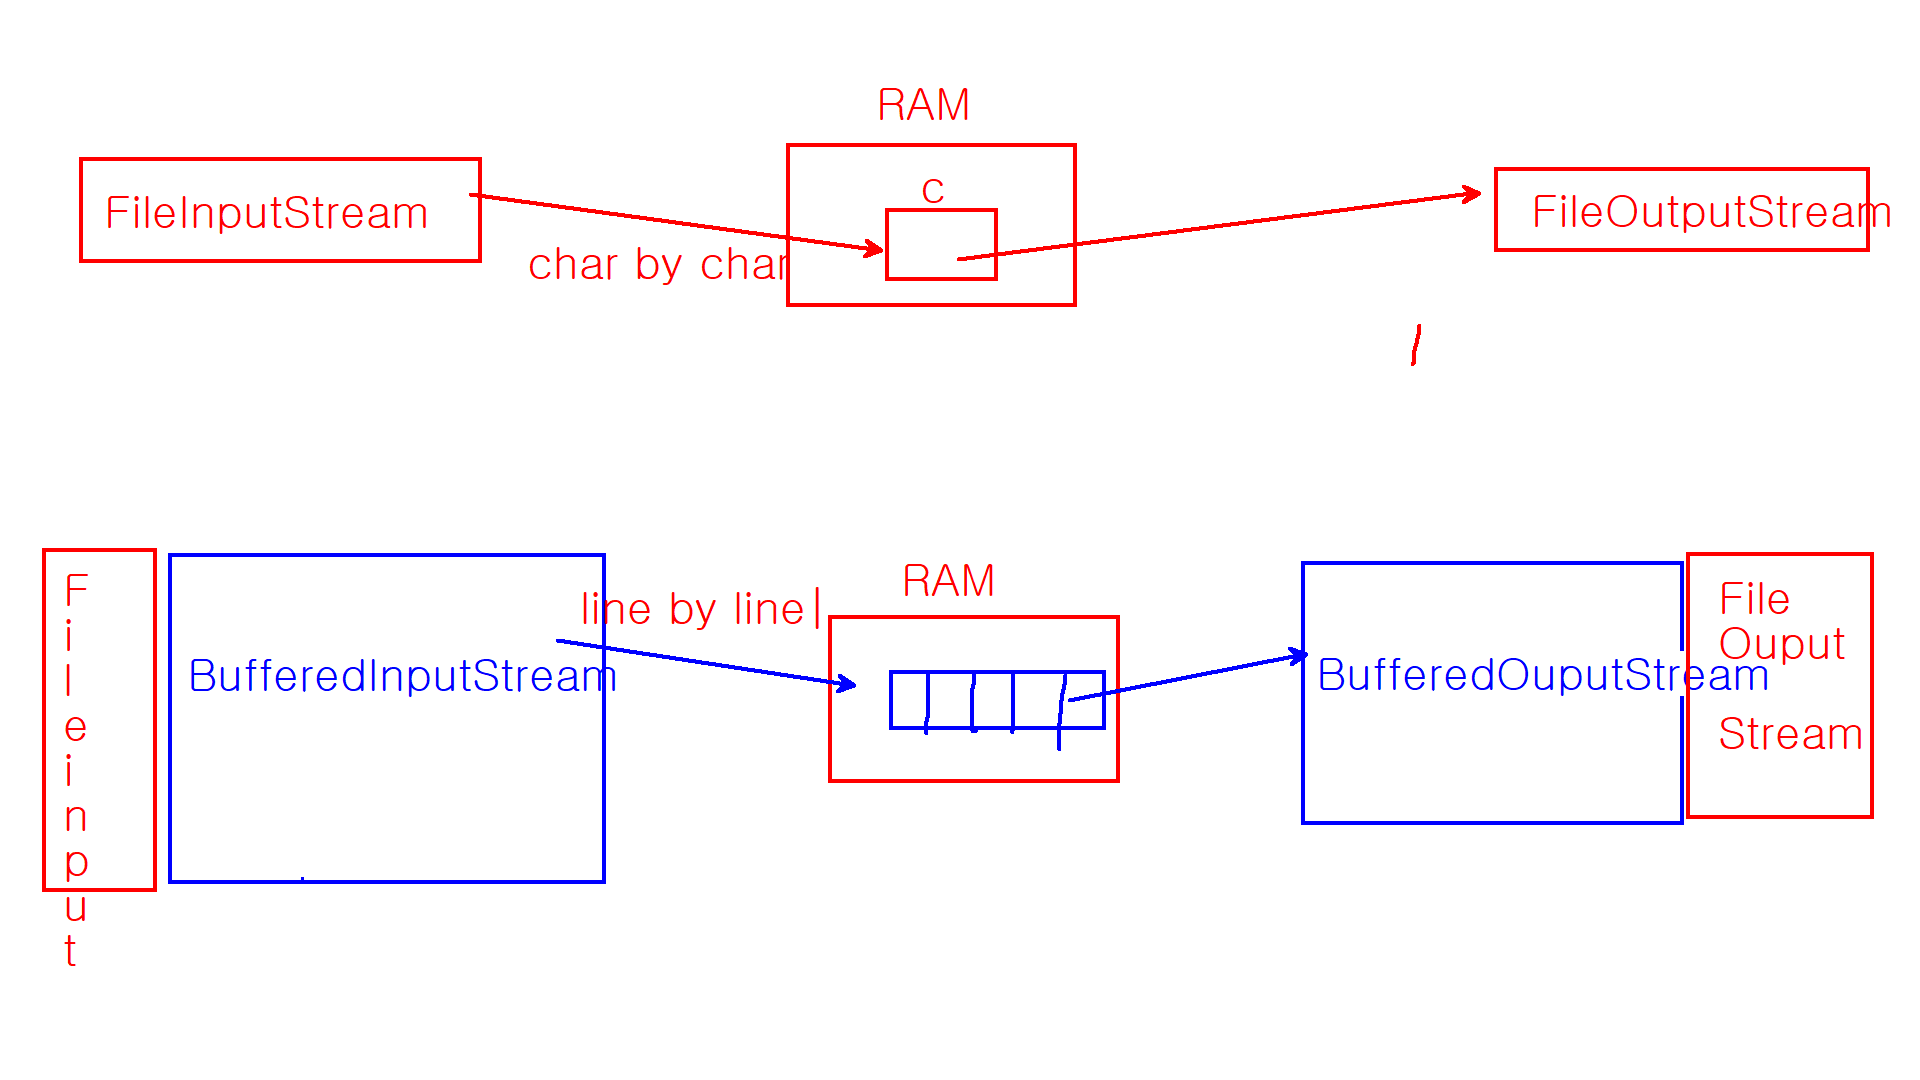 RAM
FileInputStream
c
FileOutputStream
char by char
F
i
l
e
i
n
p
u
t
BufferedInputStream
line by line|
RAM
BufferedOuputStream
File
Ouput
Stream